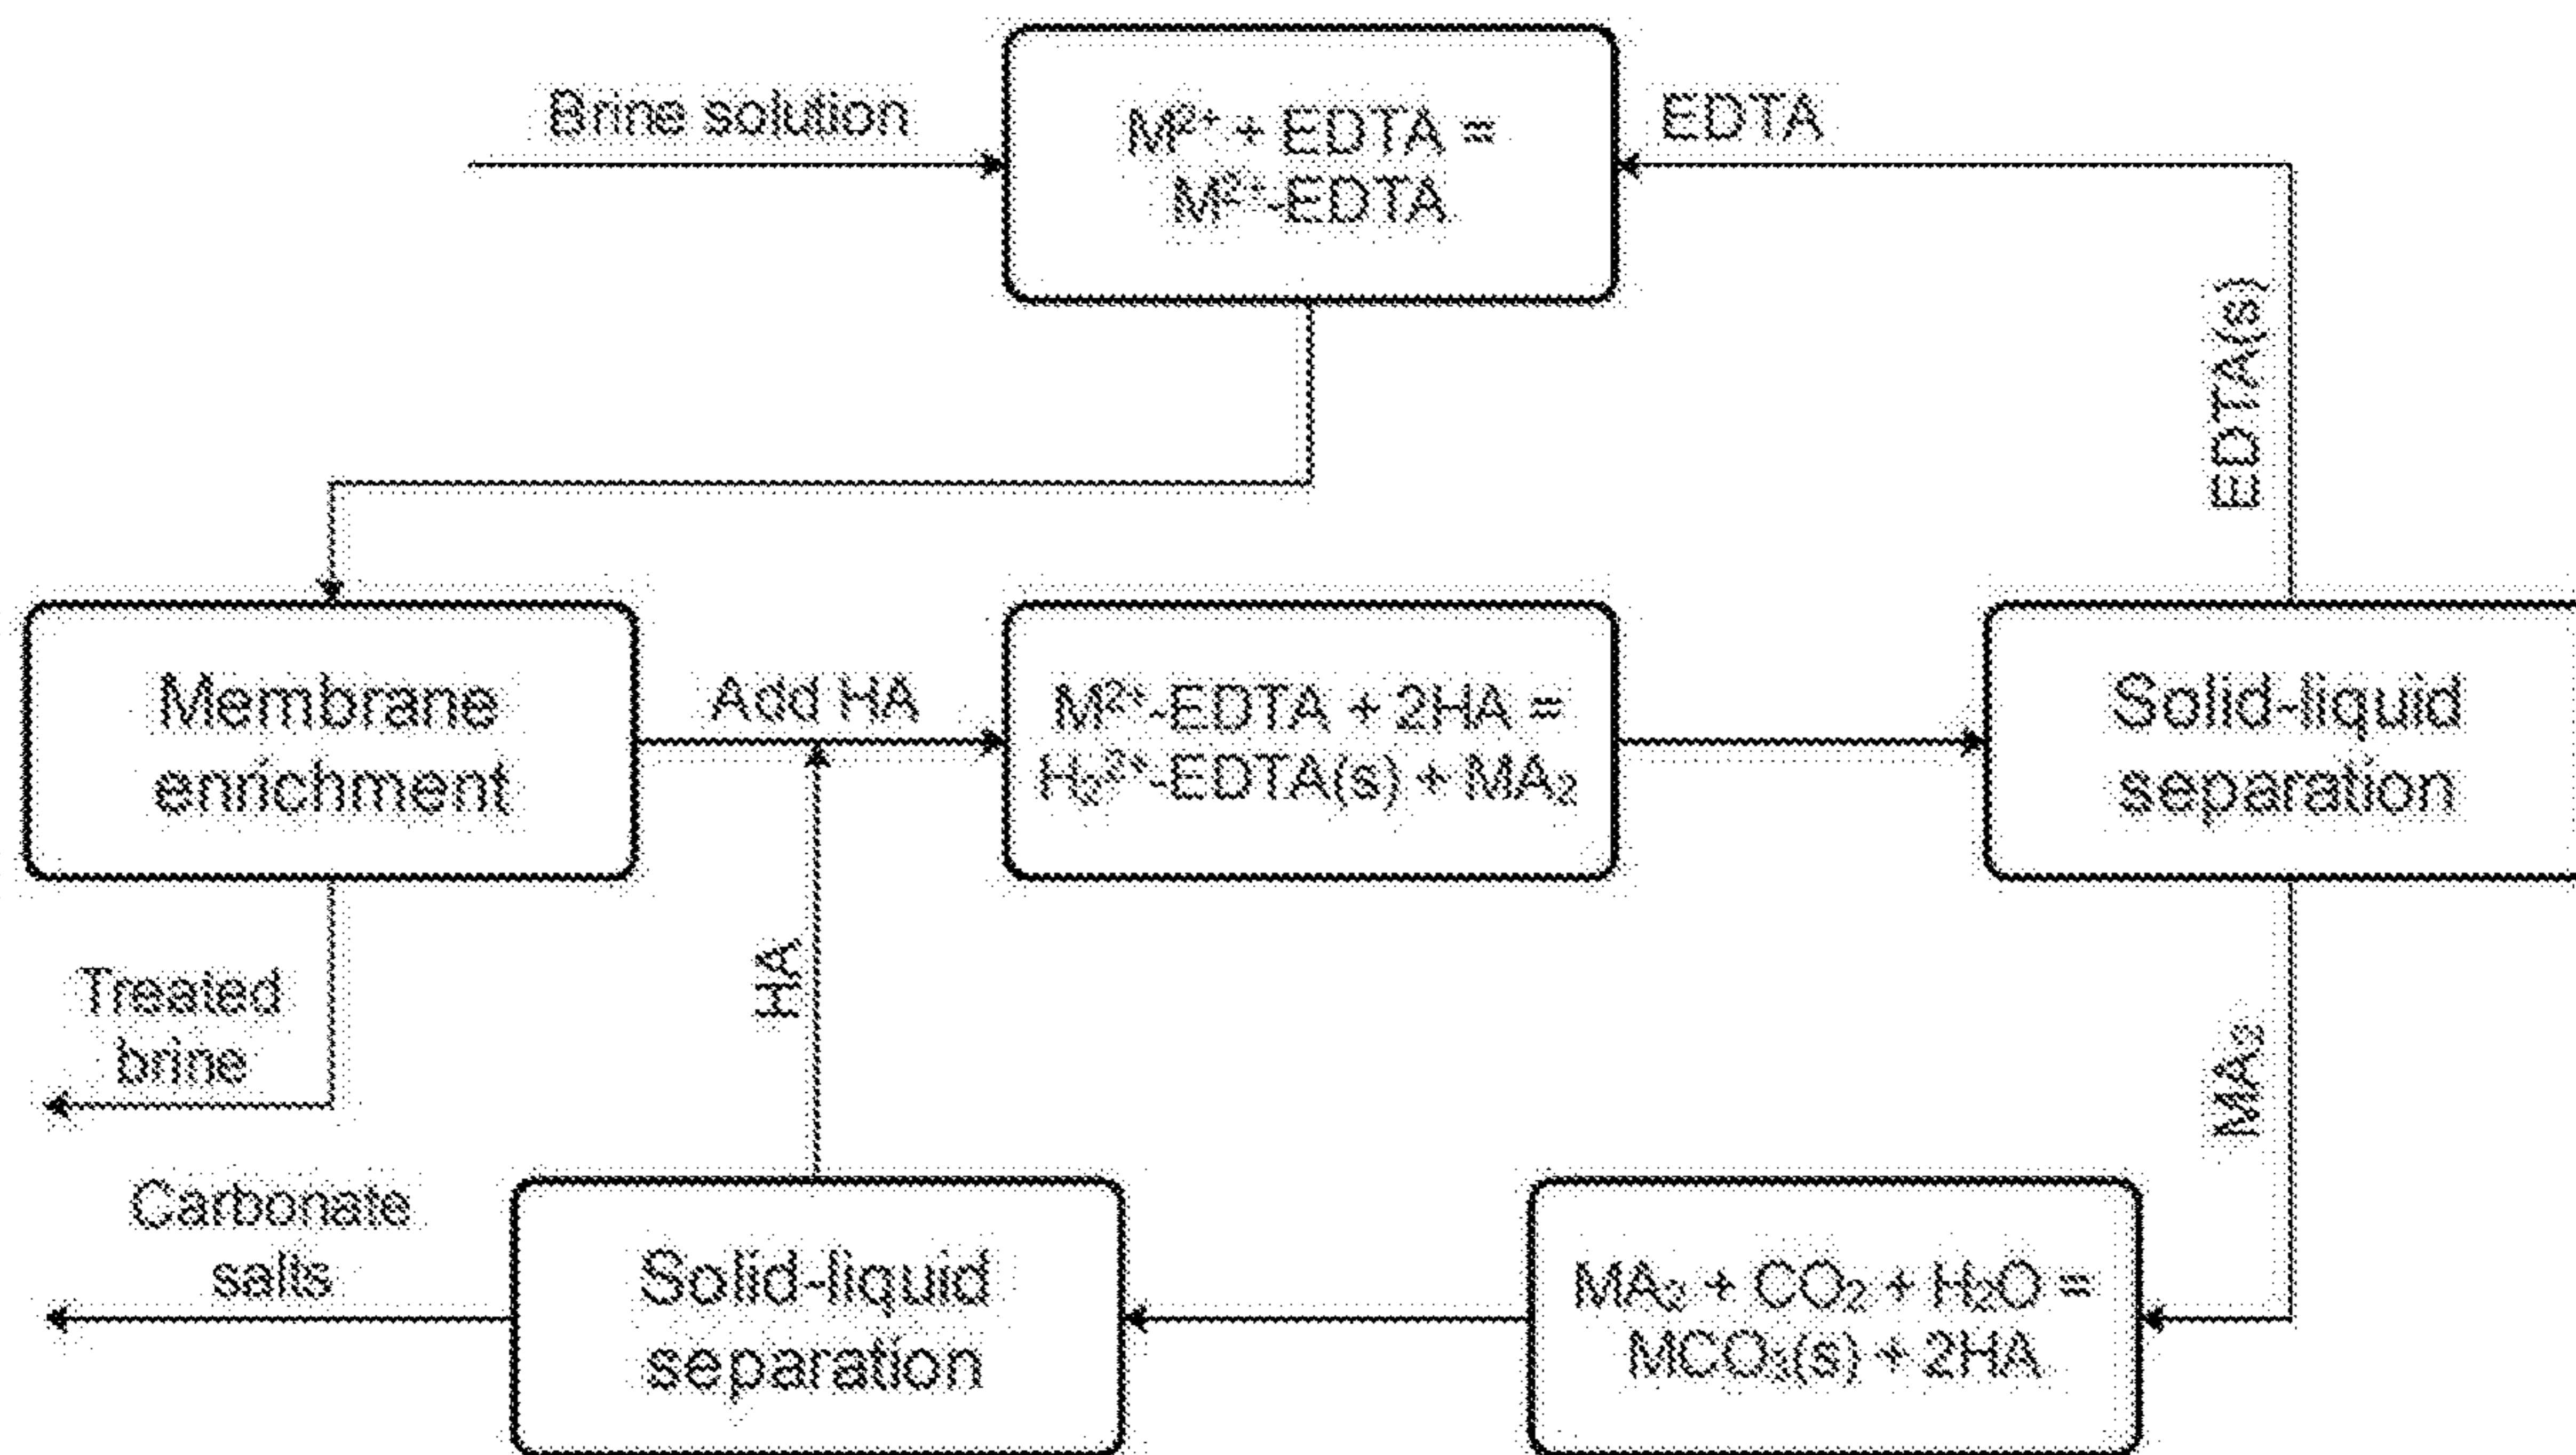 Brine solution
M²⁺ + EDTA =
M²⁺-EDTA
EDTA
EDTA(s)
Membrane
enrichment
Add HA
M²⁺-EDTA + 2HA =
H₂²⁺-EDTA(s) + MA₂
Solid-liquid
separation
Treated
brine
HA
MA₂
Carbonate
salts
Solid-liquid
separation
MA₂ + CO₂ + H₂O =
MCO₃(s) + 2HA